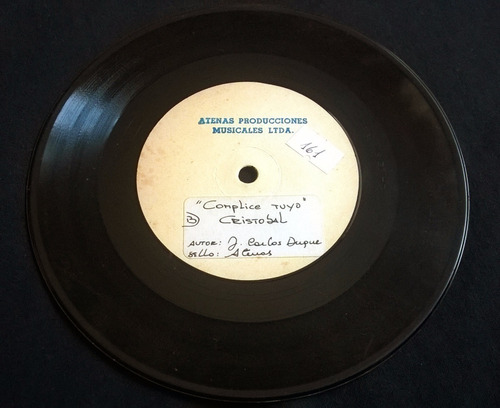 ATENAS PRODUCCIONES
MUSICALES LTDA.
161
"Complice TUYO"
B CRISTOBAL
AUTOR: J. Carlos Duque
SELLO: Atenas